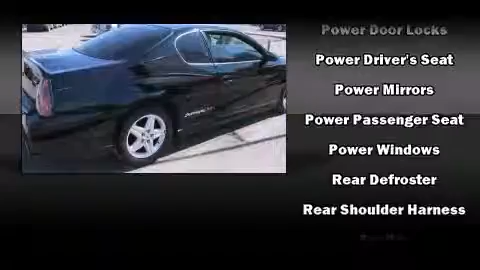 Power Door Locks
Power Driver's Seat
Power Mirrors
Power Passenger Seat
Power Windows
Rear Defroster
Rear Shoulder Harness